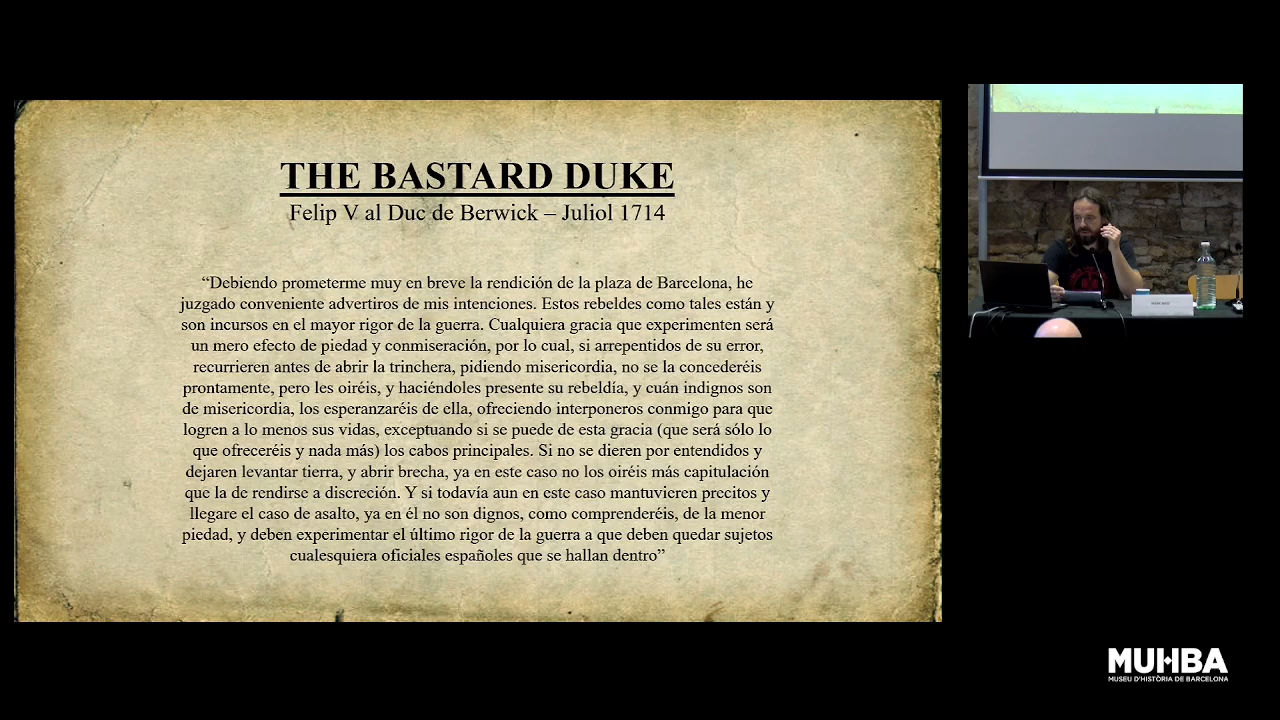 THE BASTARD DUKE
Felip V al Duc de Berwick – Juliol 1714
“Debiendo prometerme muy en breve la rendición de la plaza de Barcelona, he
juzgado conveniente advertiros de mis intenciones. Estos rebeldes como tales están y
son incursos en el mayor rigor de la guerra. Cualquiera gracia que experimenten será
un mero efecto de piedad y conmiseración, por lo cual, si arrepentidos de su error,
recurrieren antes de abrir la trinchera, pidiendo misericordia, no se la concederéis
prontamente, pero les oiréis, y haciéndoles presente su rebeldía, y cuán indignos son
de misericordia, los esperanzaréis de ella, ofreciendo interponeros conmigo para que
logren a lo menos sus vidas, exceptuando si se puede de esta gracia (que será sólo lo
que ofreceréis y nada más) los cabos principales. Si no se dieren por entendidos y
dejaren levantar tierra, y abrir brecha, ya en este caso no los oiréis más capitulación
que la de rendirse a discreción. Y si todavía aun en este caso mantuvieren precitos y
llegare el caso de asalto, ya en él no son dignos, como comprenderéis, de la menor
piedad, y deben experimentar el último rigor de la guerra a que deben quedar sujetos
cualesquiera oficiales españoles que se hallan dentro”
MUHBA
MUSEU D'HISTÒRIA DE BARCELONA